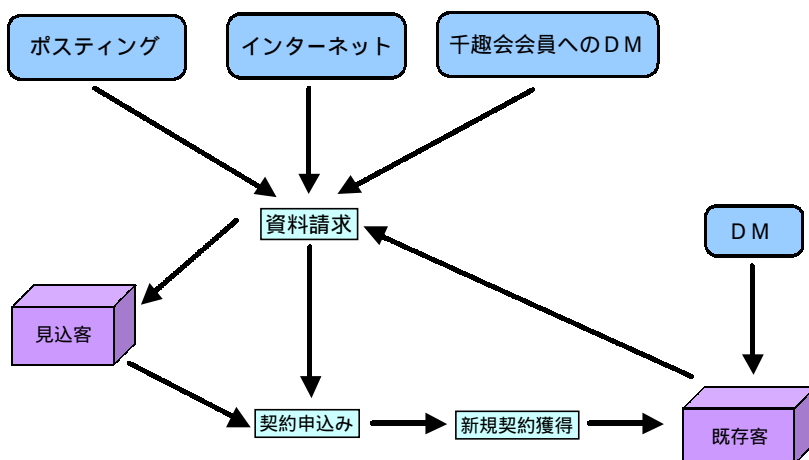 ポスティング
インターネット
千趣会会員へのＤＭ
資料請求
ＤＭ
見込客
契約申込み
新規契約獲得
既存客